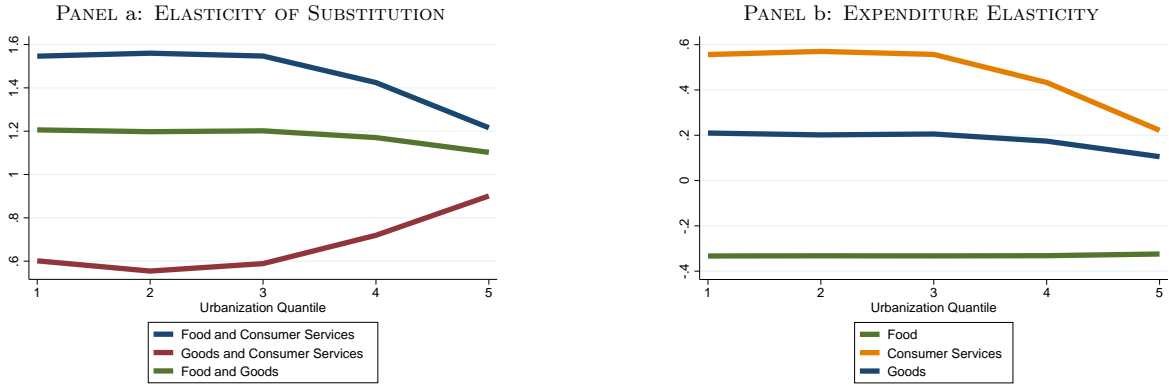 PANEL a: ELASTICITY OF SUBSTITUTION
1.6
1.4
1.2
1
.8
.6
1 2 3 4 5
Urbanization Quantile
Food and Consumer Services
Goods and Consumer Services
Food and Goods
PANEL b: EXPENDITURE ELASTICITY
.6
.4
.2
0
-.2
-.4
1 2 3 4 5
Urbanization Quantile
Food
Consumer Services
Goods